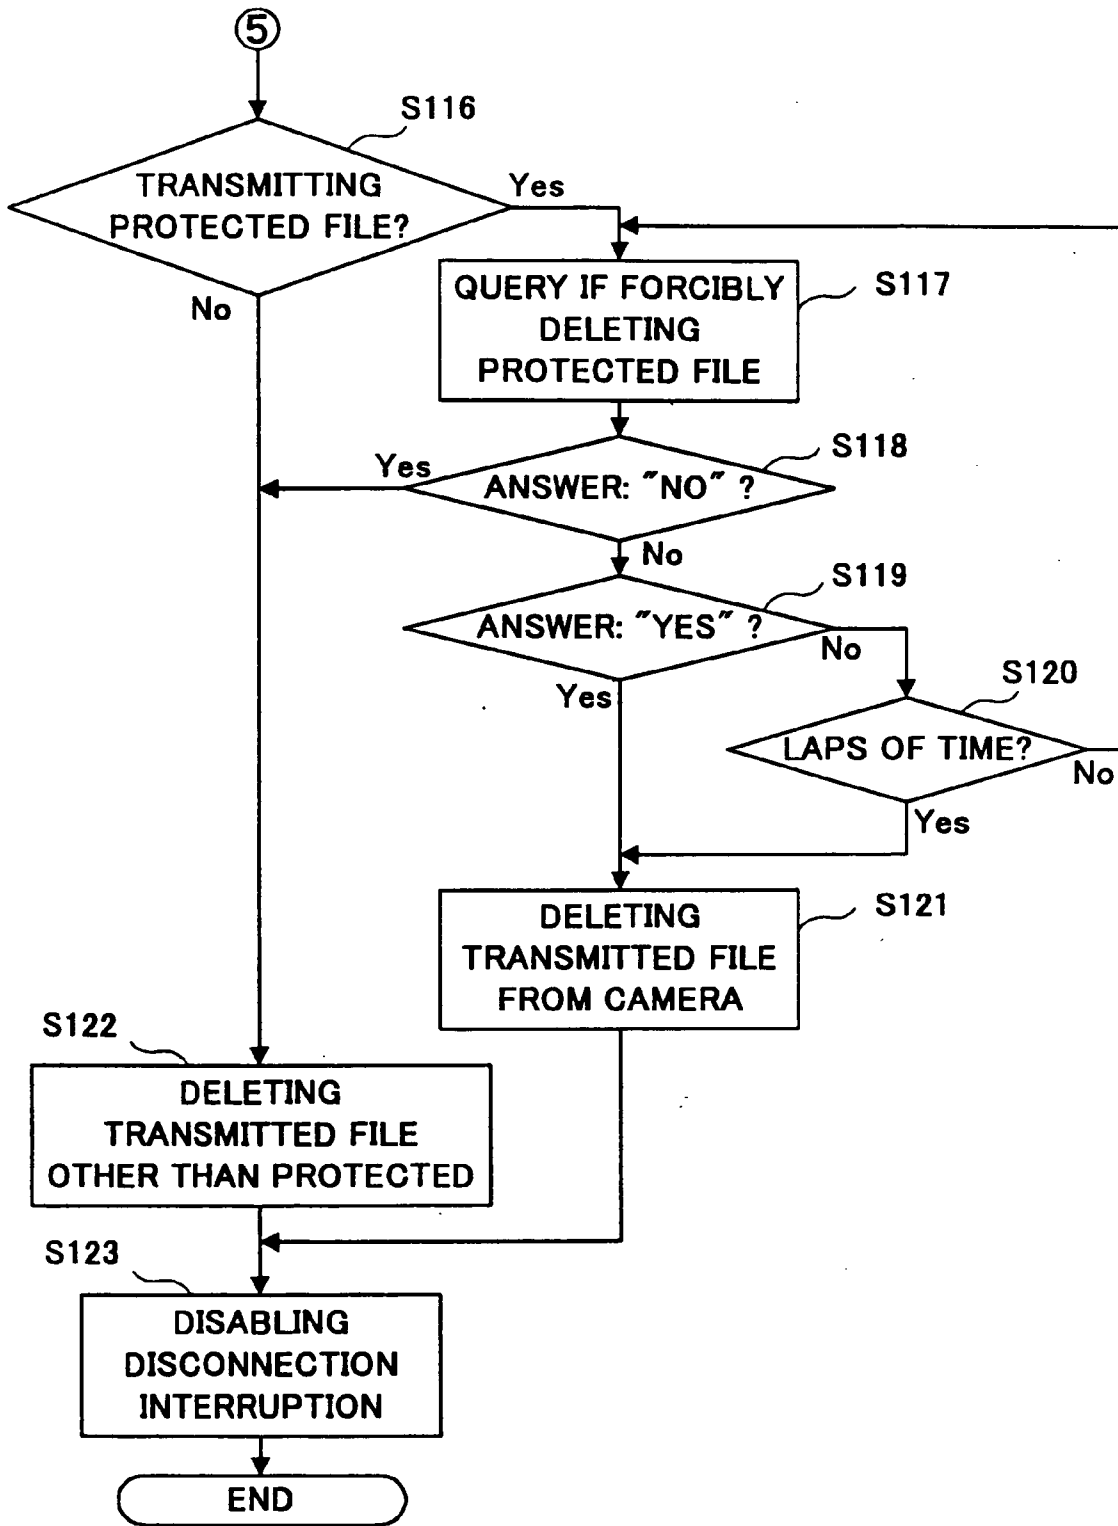 5
S116
TRANSMITTING
PROTECTED FILE?
Yes
No
QUERY IF FORCIBLY
DELETING
PROTECTED FILE
S117
S118
Yes
ANSWER: "NO" ?
No
S119
ANSWER: "YES" ?
No
Yes
S120
LAPS OF TIME?
No
Yes
DELETING
TRANSMITTED FILE
FROM CAMERA
S121
S122
DELETING
TRANSMITTED FILE
OTHER THAN PROTECTED
S123
DISABLING
DISCONNECTION
INTERRUPTION
END